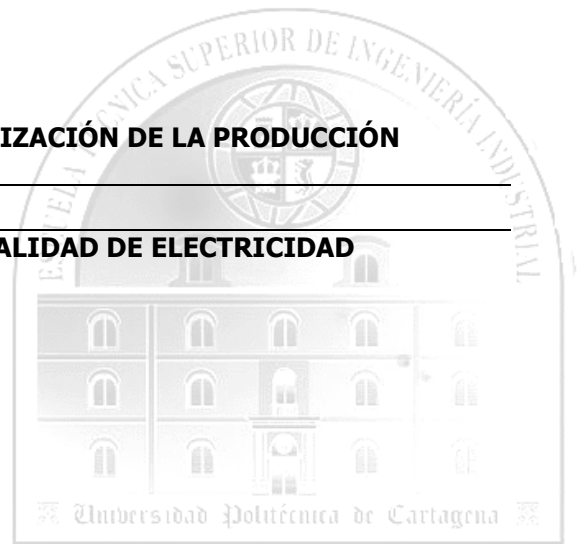 ESCUELA TÉCNICA SUPERIOR DE INGENIERÍA INDUSTRIAL
IZACIÓN DE LA PRODUCCIÓN
ALIDAD DE ELECTRICIDAD
Universidad Politécnica de Cartagena